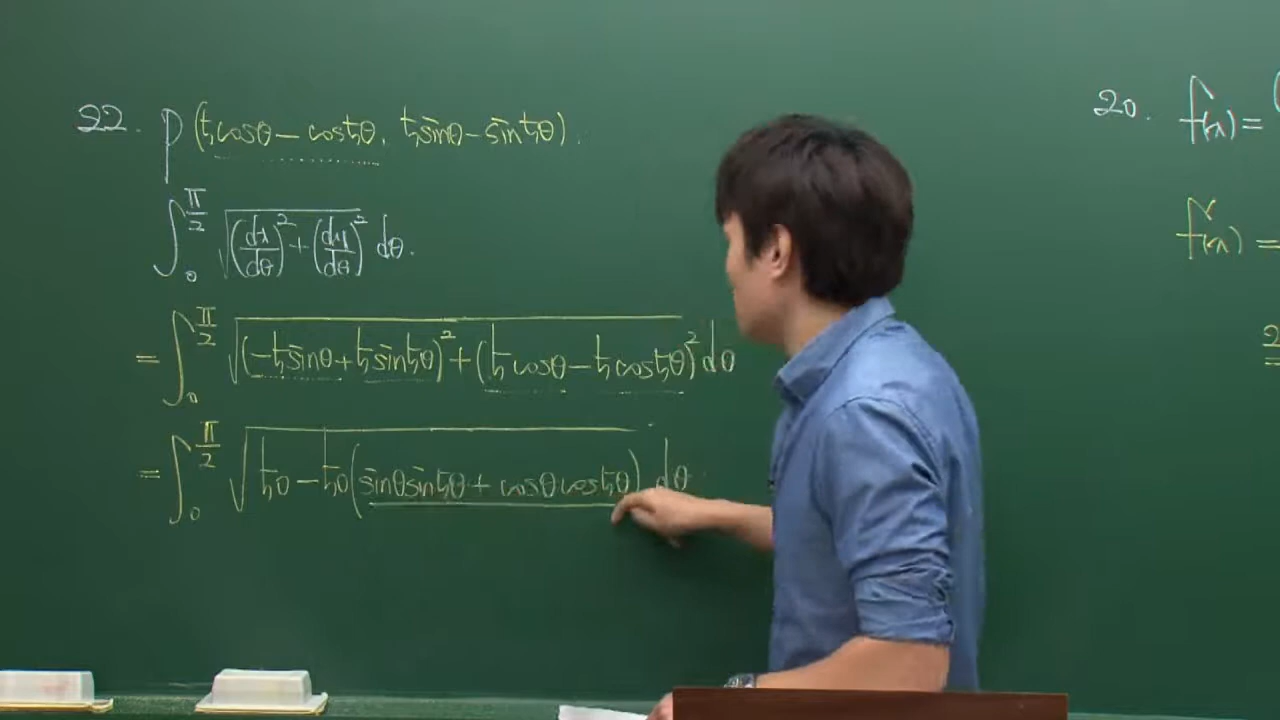 22. P(5cosθ - cos5θ, 5sinθ - sin5θ).
∫₀^{π/2} √((dx/dθ)² + (dy/dθ)²) dθ.
= ∫₀^{π/2} √((-5sinθ + 5sin5θ)² + (5cosθ - 5cos5θ)²) dθ
= ∫₀^{π/2} √(50 - 50(sinθsin5θ + cosθcos5θ)) dθ
20. f(x) =
f(x) =
2